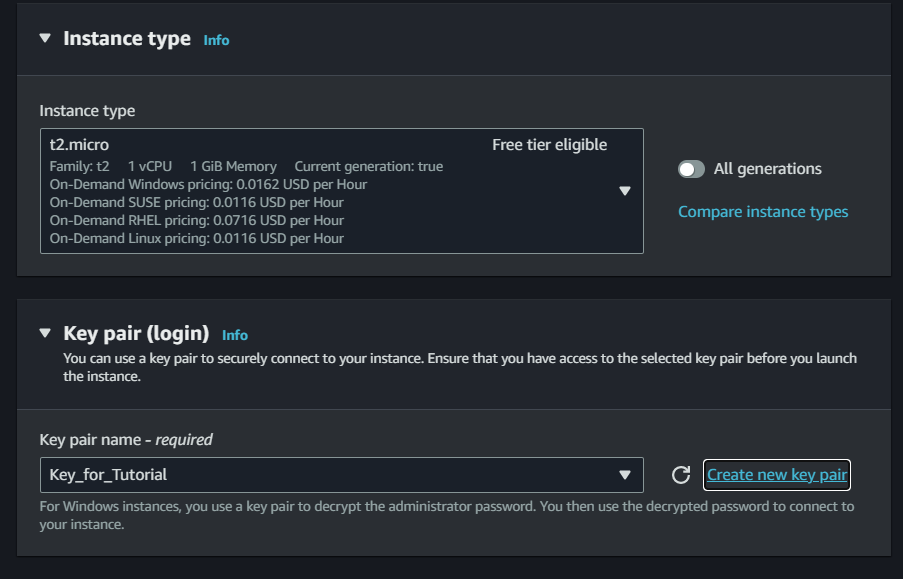 Instance type Info
Instance type
t2.micro Free tier eligible
Family: t2 1 vCPU 1 GiB Memory Current generation: true
On-Demand Windows pricing: 0.0162 USD per Hour
On-Demand SUSE pricing: 0.0116 USD per Hour
On-Demand RHEL pricing: 0.0716 USD per Hour
On-Demand Linux pricing: 0.0116 USD per Hour
All generations
Compare instance types
Key pair (login) Info
You can use a key pair to securely connect to your instance. Ensure that you have access to the selected key pair before you launch
the instance.
Key pair name - required
Key_for_Tutorial
Create new key pair
For Windows instances, you use a key pair to decrypt the administrator password. You then use the decrypted password to connect to
your instance.